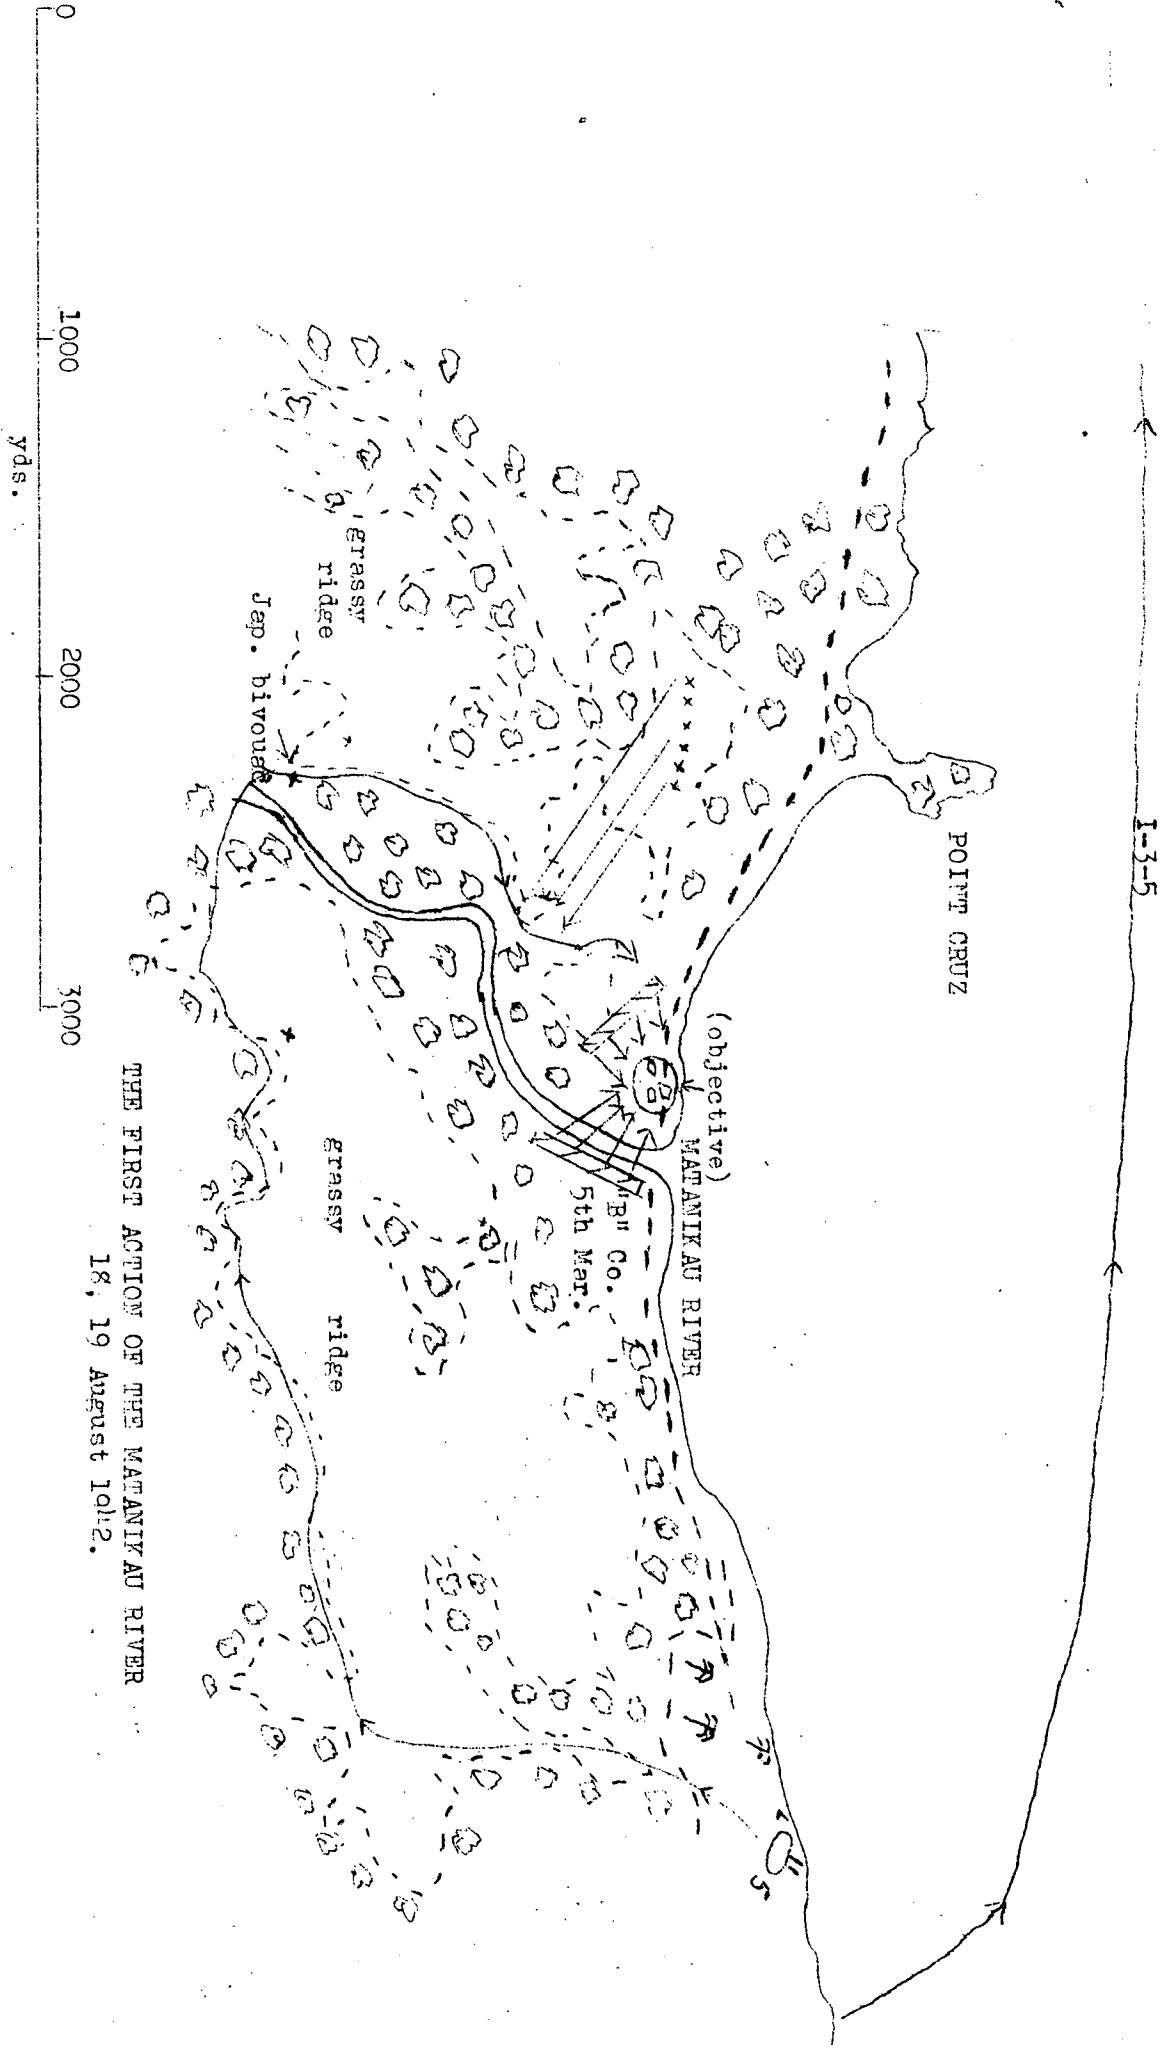 I-3-5
POINT CRUZ
(objective)
MATANIKAU RIVER
"B" Co.
5th Mar.
grassy
ridge
Jap. bivouac
grassy ridge
THE FIRST ACTION OF THE MATANIKAU RIVER
18, 19 August 1942.
0 1000 2000 3000
yds.